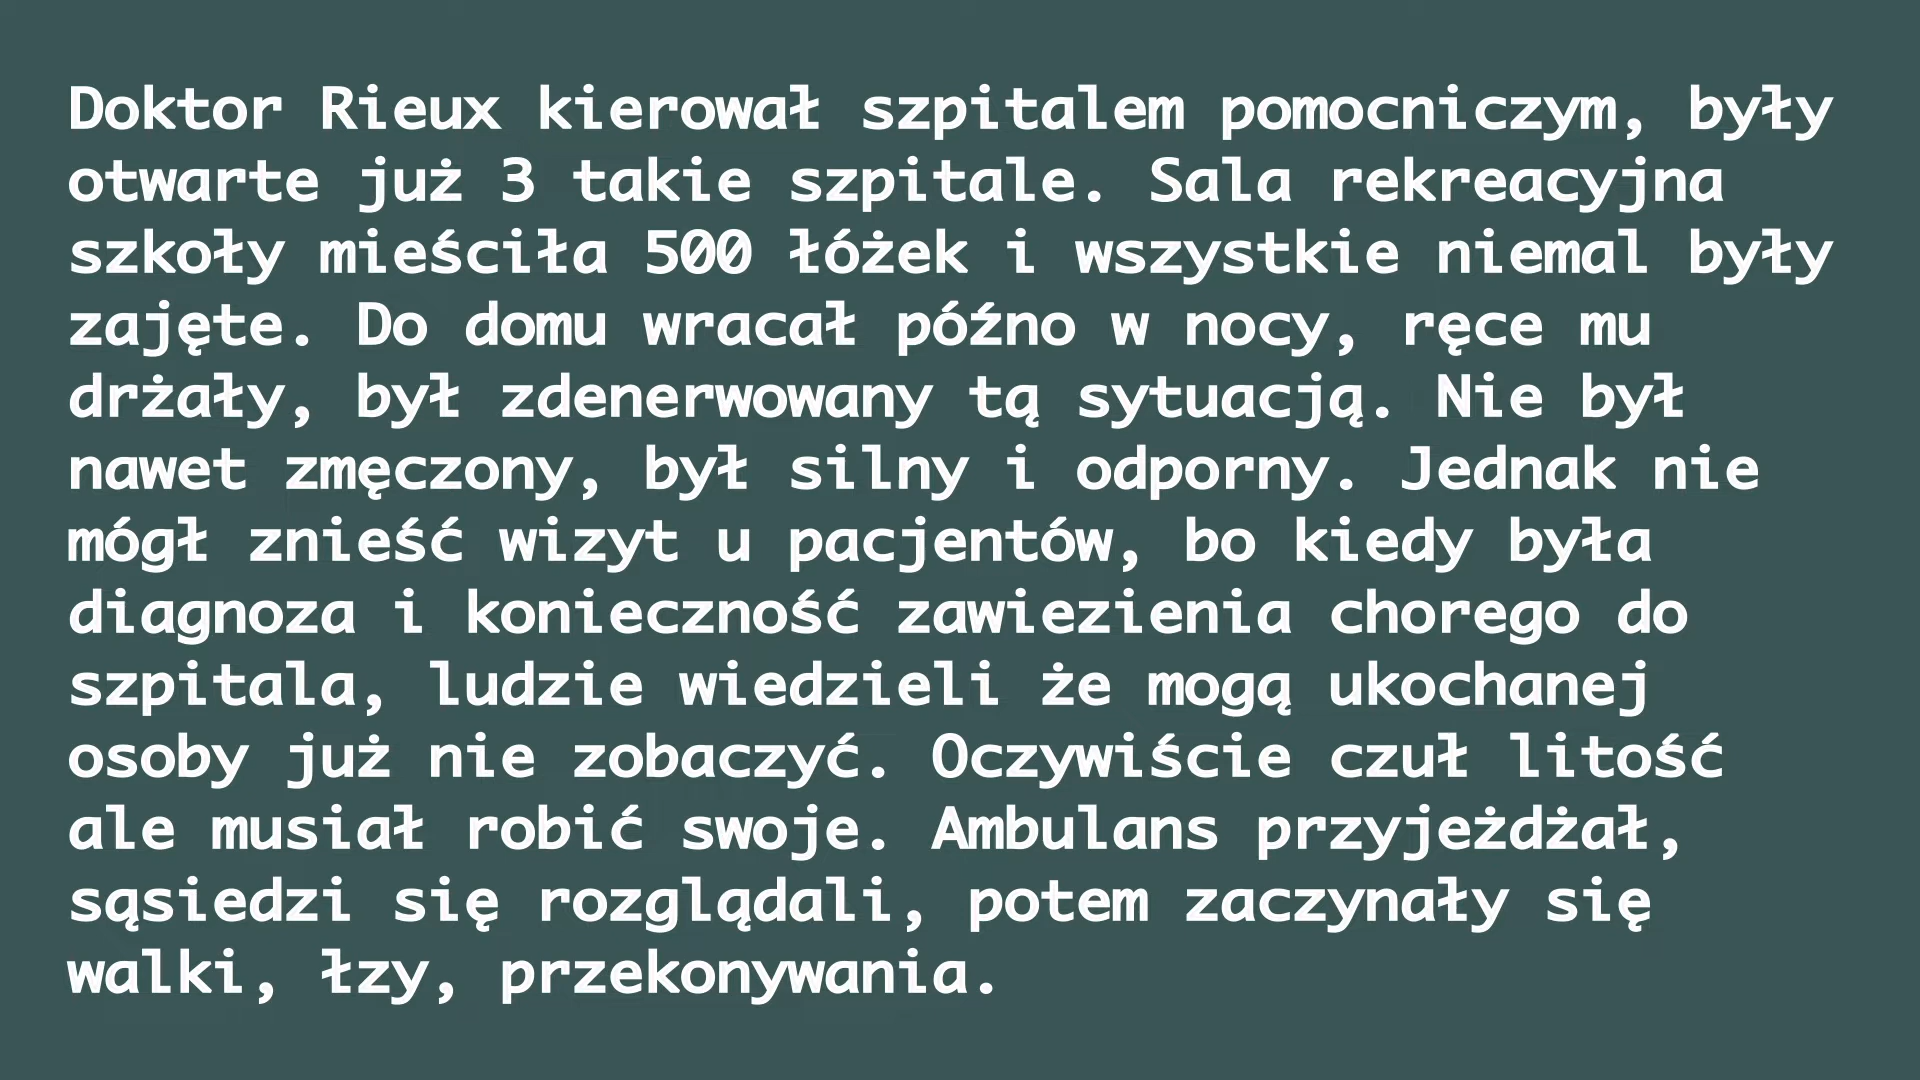 Doktor Rieux kierował szpitalem pomocniczym, były
otwarte już 3 takie szpitale. Sala rekreacyjna
szkoły mieściła 500 łóżek i wszystkie niemal były
zajęte. Do domu wracał późno w nocy, ręce mu
drżały, był zdenerwowany tą sytuacją. Nie był
nawet zmęczony, był silny i odporny. Jednak nie
mógł znieść wizyt u pacjentów, bo kiedy była
diagnoza i konieczność zawiezienia chorego do
szpitala, ludzie wiedzieli że mogą ukochanej
osoby już nie zobaczyć. Oczywiście czuł litość
ale musiał robić swoje. Ambulans przyjeżdżał,
sąsiedzi się rozglądali, potem zaczynały się
walki, łzy, przekonywania.